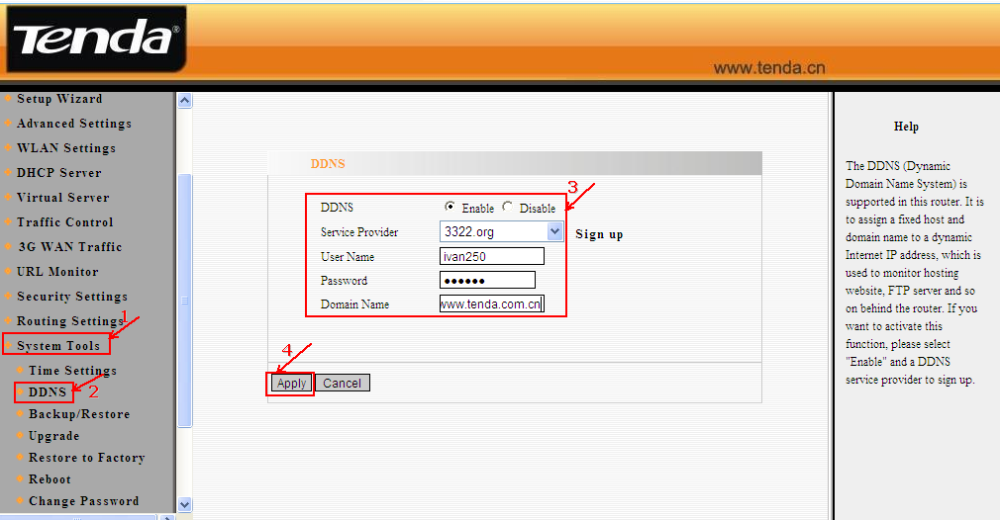 Tenda®
www.tenda.cn
Setup Wizard
Advanced Settings
WLAN Settings
DHCP Server
Virtual Server
Traffic Control
3G WAN Traffic
URL Monitor
Security Settings
Routing Settings
1
System Tools
Time Settings
DDNS
2
Backup/Restore
Upgrade
Restore to Factory
Reboot
Change Password
DDNS
3
DDNS Enable Disable
Service Provider 3322.org Sign up
User Name ivan250
Password ••••••
Domain Name www.tenda.com.cn
4
Apply Cancel
Help
The DDNS (Dynamic
Domain Name System) is
supported in this router. It is
to assign a fixed host and
domain name to a dynamic
Internet IP address, which is
used to monitor hosting
website, FTP server and so
on behind the router. If you
want to activate this
function, please select
"Enable" and a DDNS
service provider to sign up.